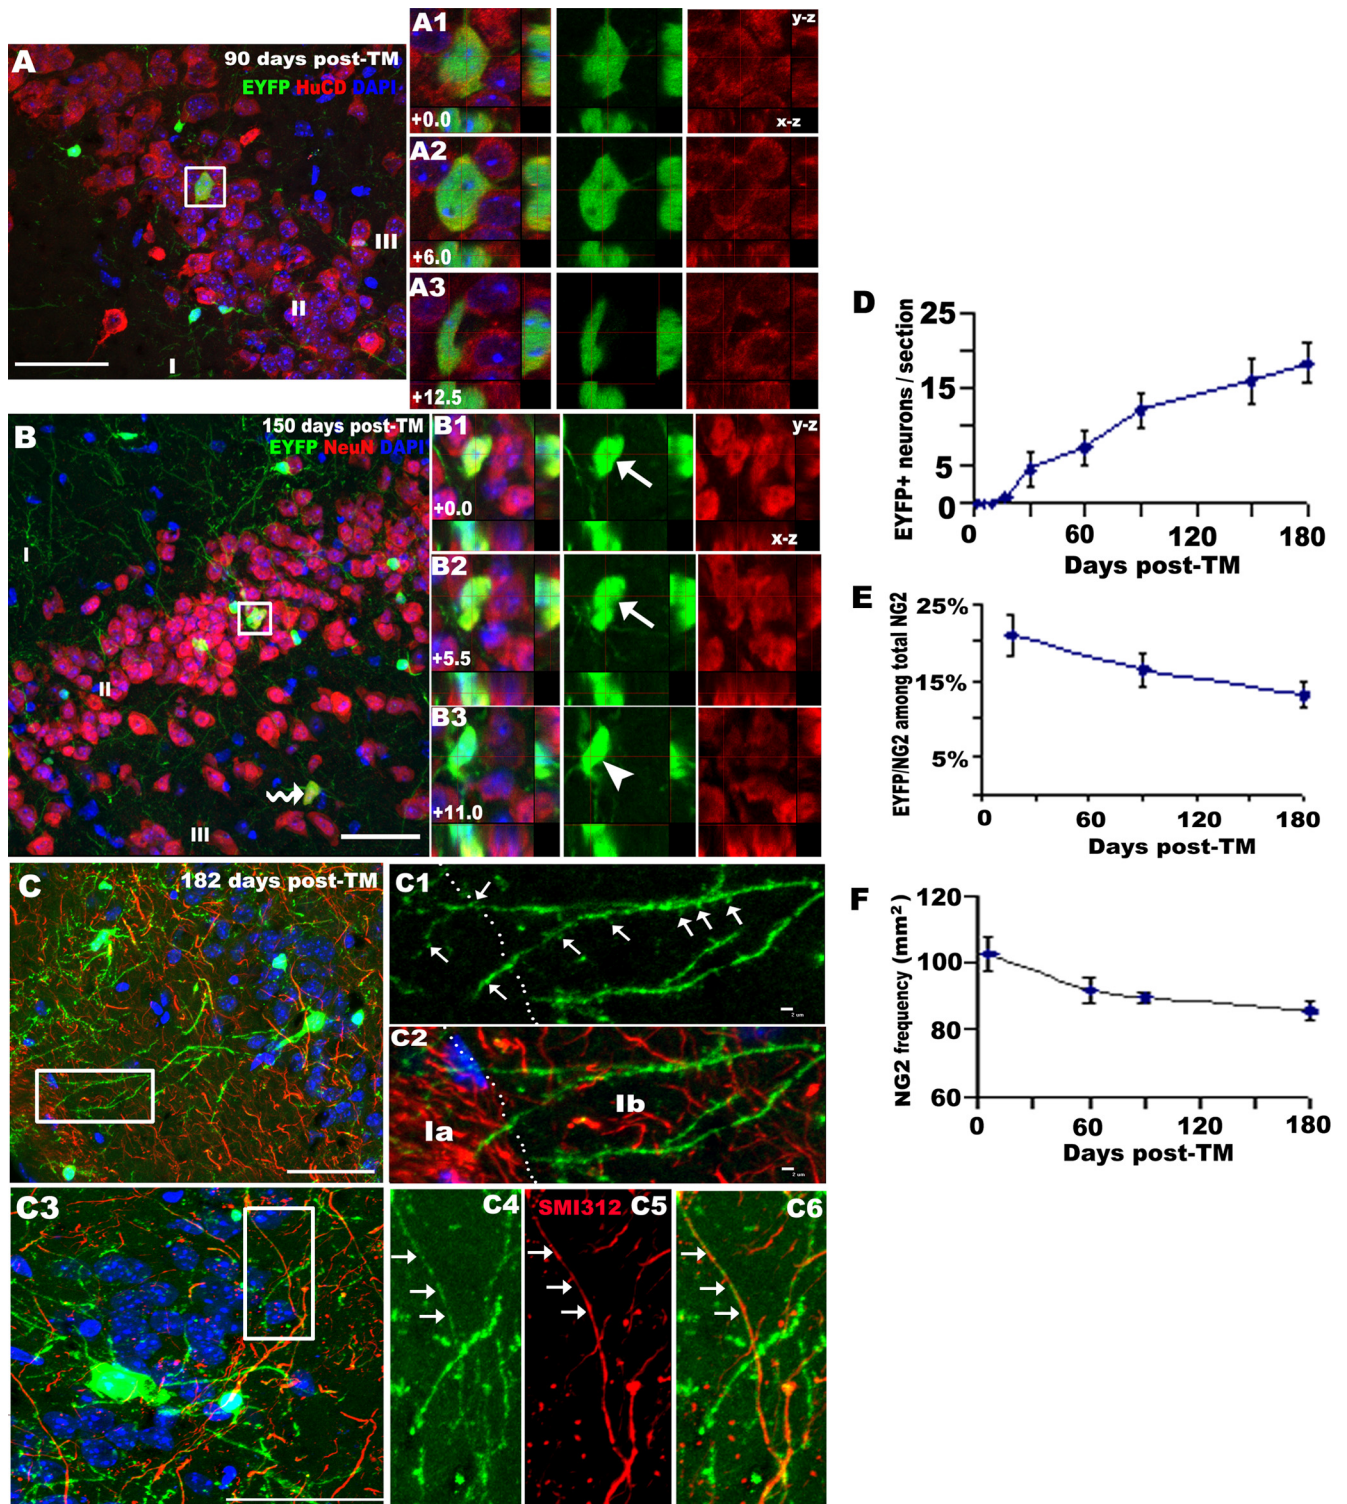 A
90 days post-TM
EYFP HuCD DAPI
III
II
I
A1
y-z
+0.0
x-z
A2
+6.0
A3
+12.5
B
150 days post-TM
EYFP NeuN DAPI
I
II
III
B1
y-z
+0.0
x-z
B2
+5.5
B3
+11.0
C
182 days post-TM
C1
2 um
C2
Ia
Ib
2 um
C3
C4
SMI312 C5
C6
D
EYFP+ neurons / section
25
15
5
0
0 60 120 180
Days post-TM
E
EYFP/NG2 among total NG2
25%
15%
5%
0 60 120 180
Days post-TM
F
NG2 frequency (mm²)
120
100
80
60
0 60 120 180
Days post-TM